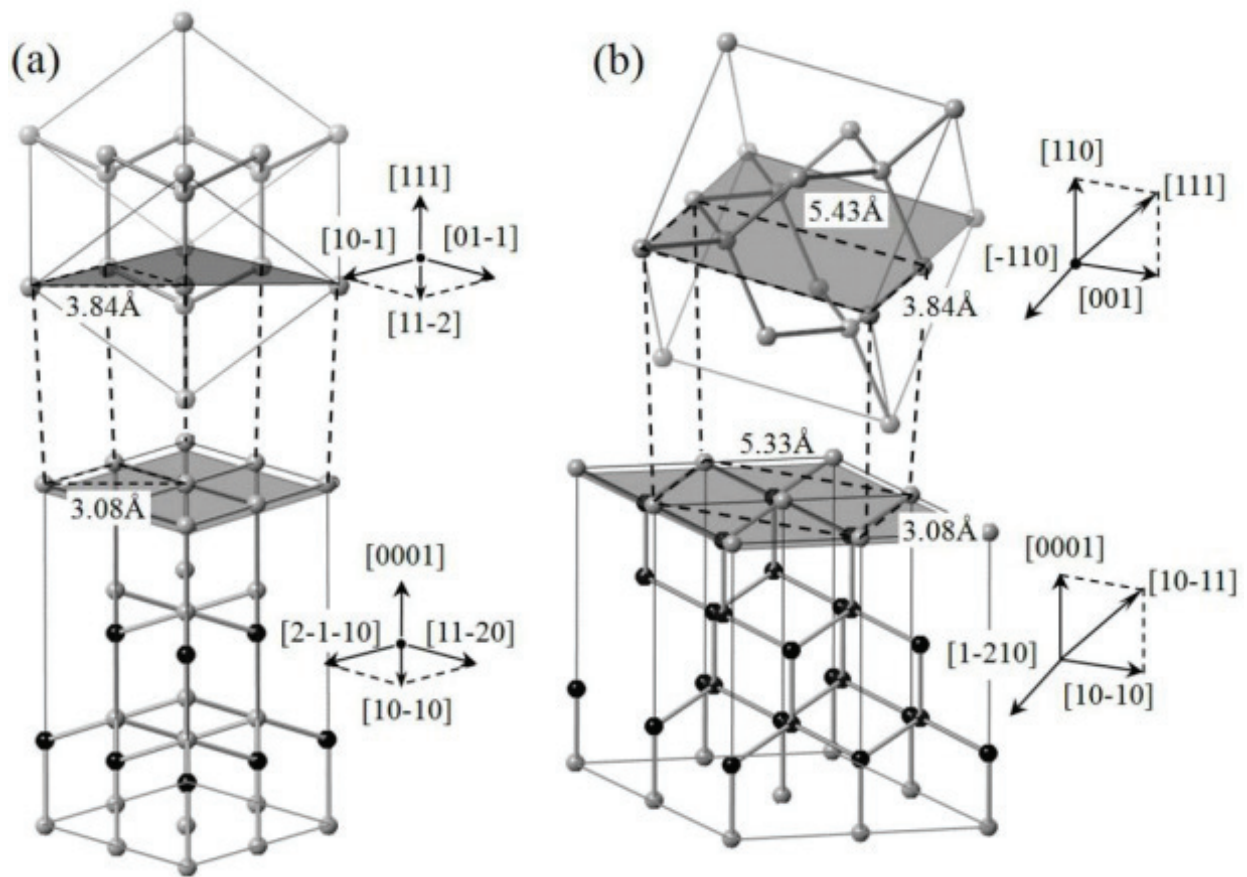 (a)
[111]
[10-1]
[01-1]
[11-2]
3.84Å
3.08Å
[0001]
[2-1-10]
[11-20]
[10-10]
(b)
[110]
[111]
5.43Å
[-110]
[001]
3.84Å
5.33Å
3.08Å
[0001]
[10-11]
[1-210]
[10-10]